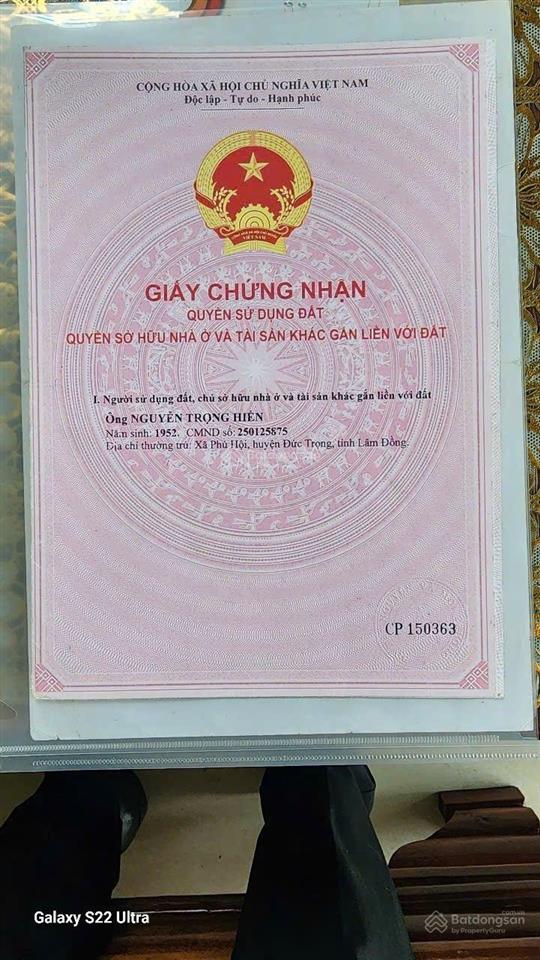 CỘNG HÒA XÃ HỘI CHỦ NGHĨA VIỆT NAM
Độc lập - Tự do - Hạnh phúc
VIỆT NAM
GIẤY CHỨNG NHẬN
QUYỀN SỬ DỤNG ĐẤT
QUYỀN SỞ HỮU NHÀ Ở VÀ TÀI SẢN KHÁC GẮN LIỀN VỚI ĐẤT
I. Người sử dụng đất, chủ sở hữu nhà ở và tài sản khác gắn liền với đất
Ông NGUYỄN TRỌNG HIỀN
Năm sinh: 1952, CMND số: 250125875
Địa chỉ thường trú: Xã Phú Hội, huyện Đức Trọng, tỉnh Lâm Đồng.
CP 150363
Galaxy S22 Ultra
Batdongsan
.com.vn
by PropertyGuru